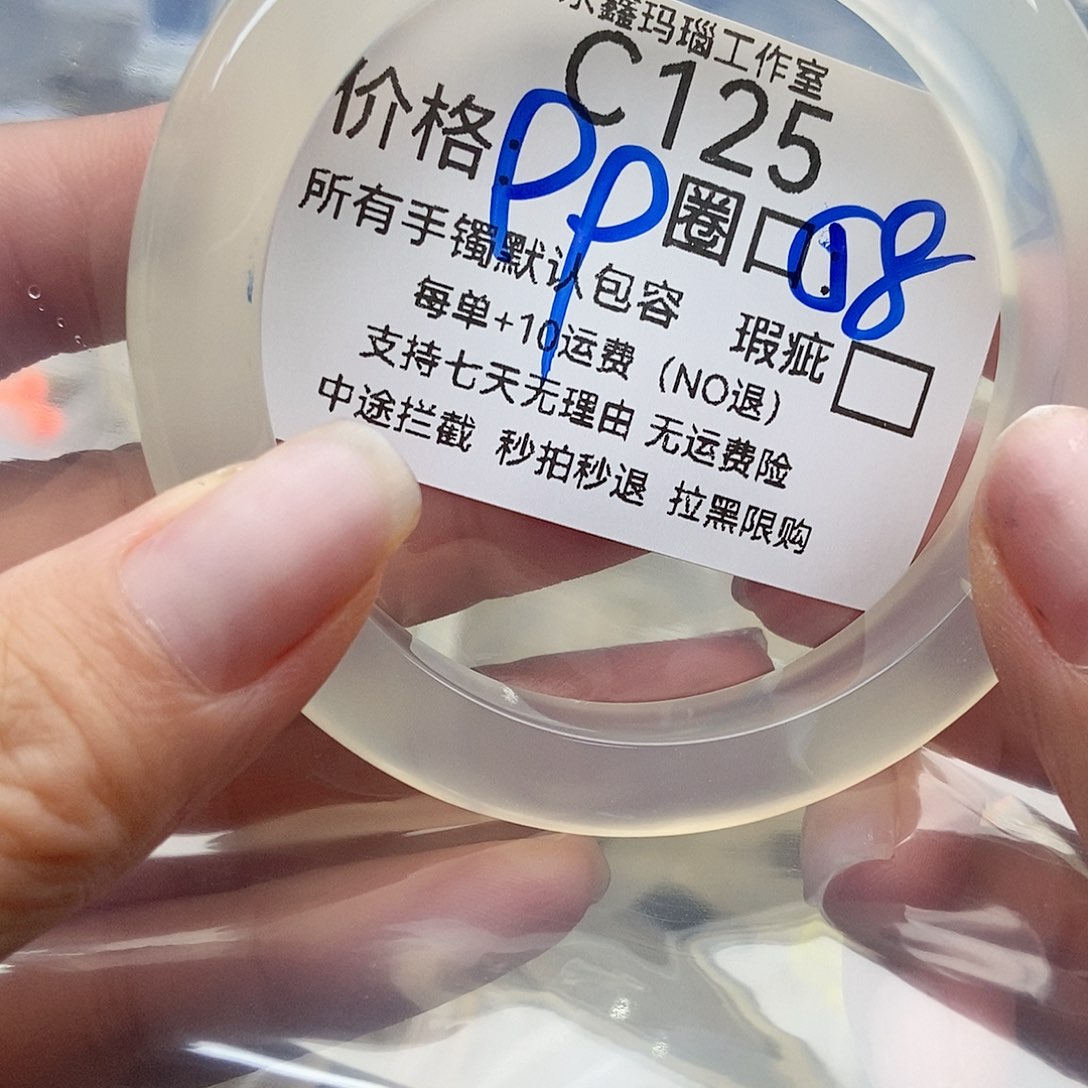 鑫玛瑙工作室
C125
价格:PP 圈口:08
所有手镯默认包容 瑕疵
每单+10运费（NO退）
支持七天无理由 无运费险
中途拦截 秒拍秒退 拉黑限购